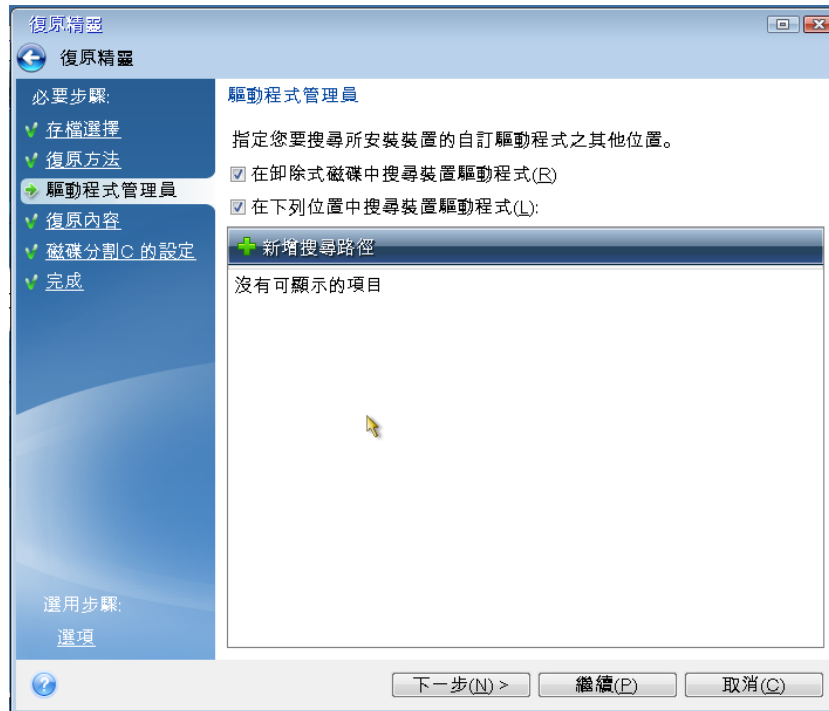 復原精靈
復原精靈
必要步驟:
存檔選擇
復原方法
驅動程式管理員
復原內容
磁碟分割C 的設定
完成
選用步驟:
選項
驅動程式管理員
指定您要搜尋所安裝裝置的自訂驅動程式之其他位置。
在卸除式磁碟中搜尋裝置驅動程式(R)
在下列位置中搜尋裝置驅動程式(L):
新增搜尋路徑
沒有可顯示的項目
下一步(N) >
繼續(P)
取消(C)